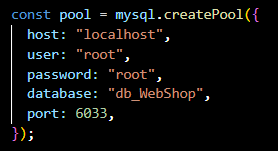 const pool = mysql.createPool({
host: "localhost",
user: "root",
password: "root",
database: "db_WebShop",
port: 6033,
});